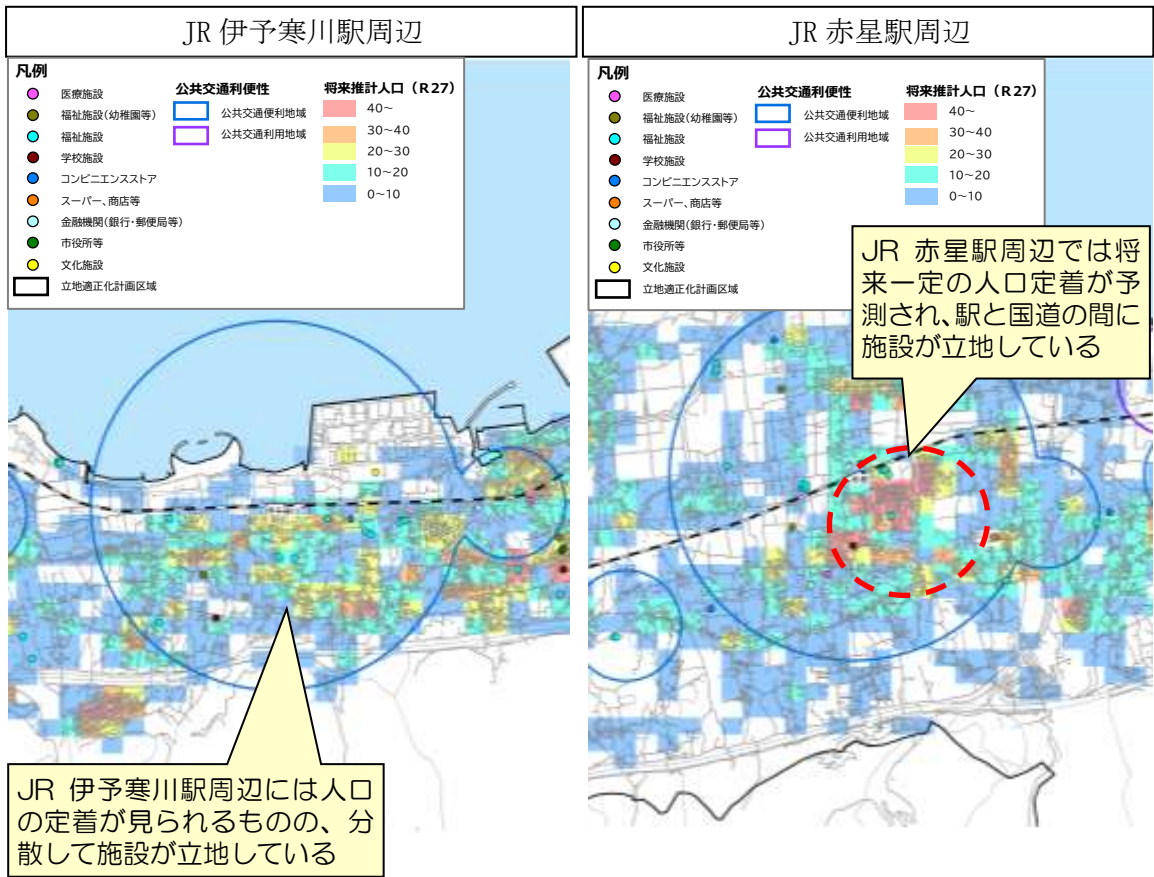 JR 伊予寒川駅周辺
凡例
医療施設
福祉施設(幼稚園等)
福祉施設
学校施設
コンビニエンスストア
スーパー、商店等
金融機関(銀行・郵便局等)
市役所等
文化施設
立地適正化計画区域
公共交通利便性
公共交通便利地域
公共交通利用地域
将来推計人口（R27）
40~
30~40
20~30
10~20
0~10
JR 伊予寒川駅周辺には人口
の定着が見られるものの、分
散して施設が立地している
JR 赤星駅周辺
凡例
医療施設
福祉施設(幼稚園等)
福祉施設
学校施設
コンビニエンスストア
スーパー、商店等
金融機関(銀行・郵便局等)
市役所等
文化施設
立地適正化計画区域
公共交通利便性
公共交通便利地域
公共交通利用地域
将来推計人口（R27）
40~
30~40
20~30
10~20
0~10
JR 赤星駅周辺では将
来一定の人口定着が予
測され、駅と国道の間に
施設が立地している